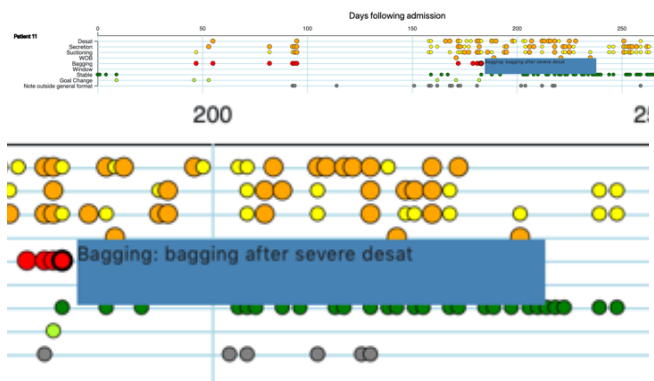 Days following admission
Patient 11
0 50 100 150 200 250
Desat
Secretion
Suctioning
WOB
Bagging
Bagging: bagging after severe desat
Window
Stable
Goal Change
Note outside general format
200
Bagging: bagging after severe desat